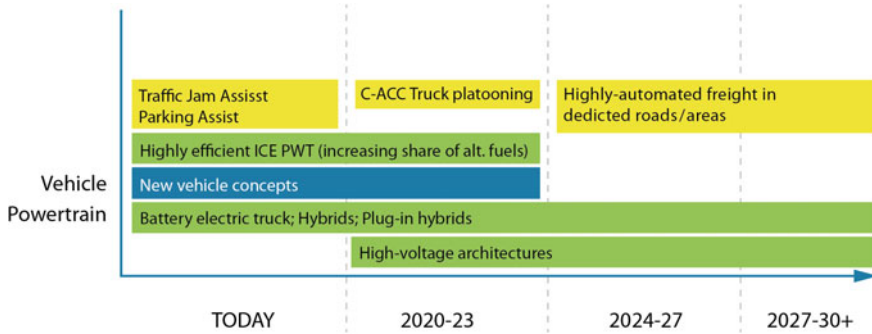 Traffic Jam Assisst
Parking Assist
C-ACC Truck platooning
Highly-automated freight in
dedicted roads/areas
Highly efficient ICE PWT (increasing share of alt. fuels)
New vehicle concepts
Vehicle
Powertrain
Battery electric truck; Hybrids; Plug-in hybrids
High-voltage architectures
TODAY
2020-23
2024-27
2027-30+